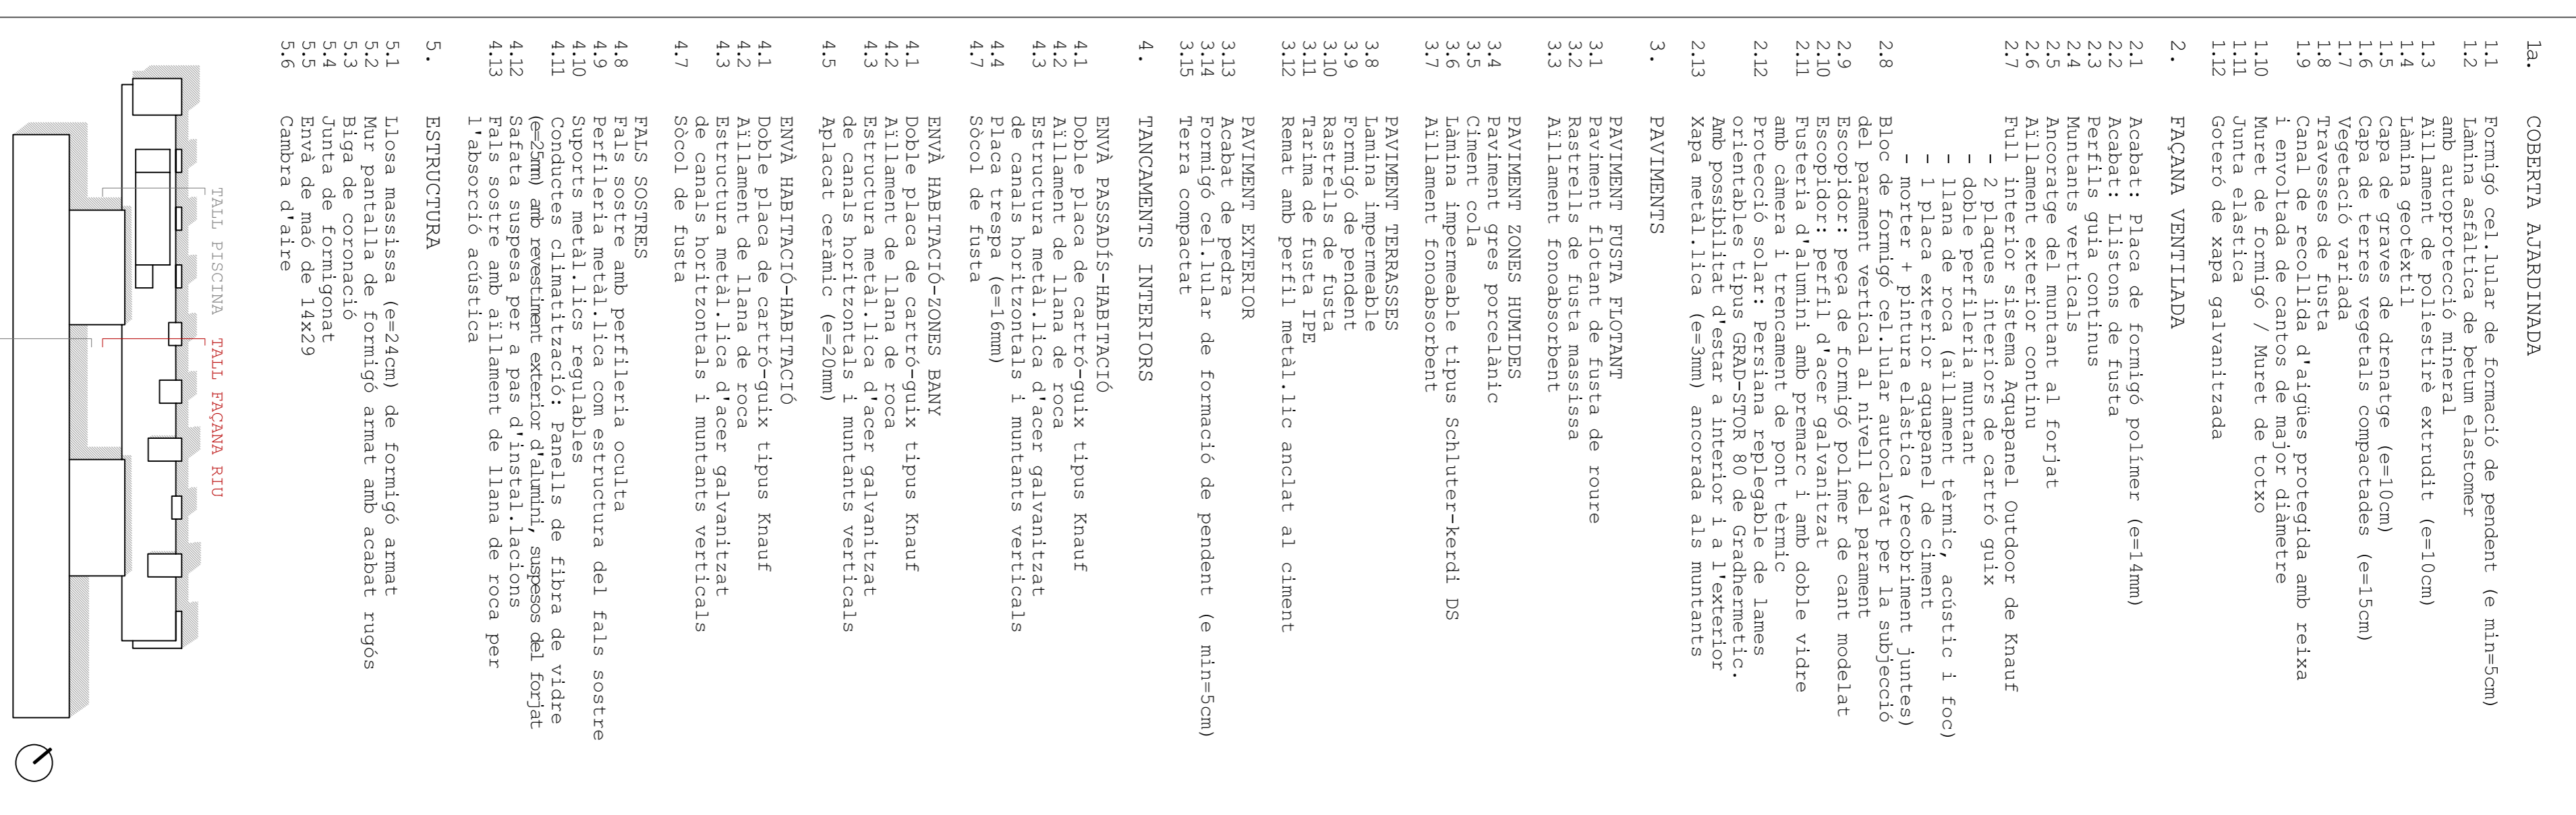 1a. COBERTA AJARDINADA
1.1 Formigó cel.lular de formació de pendent (e min=5cm)
1.2 Làmina asfàltica de betum elastomer
amb autoprotecció mineral
1.3 Aïllament de poliestirè extrudit (e=10cm)
1.4 Làmina geotèxtil
1.5 Capa de graves de drenatge (e=10cm)
1.6 Capa de terres vegetals compactades (e=15cm)
1.7 Vegetació variada
1.8 Travesses de fusta
1.9 Canal de recollida d'aigües protegida amb reixa
i envoltada de cantos de major diàmetre
1.10 Muret de formigó / Muret de totxo
1.11 Junta elàstica
1.12 Goteró de xapa galvanitzada
2. FAÇANA VENTILADA
2.1 Acabat: Placa de formigó polímer (e=14mm)
2.2 Acabat: Llistons de fusta
2.3 Perfils guia continus
2.4 Muntants verticals
2.5 Ancoratge del muntant al forjat
2.6 Aïllament exterior continu
2.7 Full interior sistema Aquapanel Outdoor de Knauf
- 2 plaques interiors de cartró guix
- doble perfileria muntant
- llana de roca (aïllament tèrmic, acústic i foc)
- 1 placa exterior aquapanel de ciment
- morter + pintura elàstica (recobriment juntes)
2.8 Bloc de formigó cel.lular autoclavat per la subjecció
del parament vertical al nivell del parament
2.9 Escopidor: peça de formigó polímer de cant modelat
2.10 Escopidor: perfil d'acer galvanitzat
2.11 Fusteria d'alumini amb premarc i amb doble vidre
amb càmera i trencament de pont tèrmic
2.12 Protecció solar: Persiana replegable de lames
orientables tipus GRAD-STOR 80 de Gradhermetic.
Amb possibilitat d'estar a interior i a l'exterior
2.13 Xapa metàl.lica (e=3mm) ancorada als muntants
3. PAVIMENTS
PAVIMENT FUSTA FLOTANT
3.1 Paviment flotant de fusta de roure
3.2 Rastrells de fusta massissa
3.3 Aïllament fonoabsorbent
PAVIMENT ZONES HUMIDES
3.4 Paviment gres porcelànic
3.5 Ciment cola
3.6 Làmina impermeable tipus Schluter-kerdi DS
3.7 Aïllament fonoabsorbent
PAVIMENT TERRASSES
3.8 Lamina impermeable
3.9 Formigó de pendent
3.10 Rastrells de fusta
3.11 Tarima de fusta IPE
3.12 Remat amb perfil metàl.lic anclat al ciment
PAVIMENT EXTERIOR
3.13 Acabat de pedra
3.14 Formigó cel.lular de formació de pendent (e min=5cm)
3.15 Terra compactat
4. TANCAMENTS INTERIORS
ENVÀ PASSADÍS-HABITACIÓ
4.1 Doble placa de cartró-guix tipus Knauf
4.2 Aïllament de llana de roca
4.3 Estructura metàl.lica d'acer galvanitzat
de canals horitzontals i muntants verticals
4.4 Placa trespa (e=16mm)
4.7 Sòcol de fusta
ENVÀ HABITACIÓ-ZONES BANY
4.1 Doble placa de cartró-guix tipus Knauf
4.2 Aïllament de llana de roca
4.3 Estructura metàl.lica d'acer galvanitzat
de canals horitzontals i muntants verticals
4.5 Aplacat ceràmic (e=20mm)
ENVÀ HABITACIÓ-HABITACIÓ
4.1 Doble placa de cartró-guix tipus Knauf
4.2 Aïllament de llana de roca
4.3 Estructura metàl.lica d'acer galvanitzat
de canals horitzontals i muntants verticals
4.7 Sòcol de fusta
FALS SOSTRES
4.8 Fals sostre amb perfileria oculta
4.9 Perfileria metàl.lica com estructura del fals sostre
4.10 Suports metàl.lics regulables
4.11 Conductes climatització: Panells de fibra de vidre
(e=25mm) amb revestiment exterior d'alumini, suspesos del forjat
4.12 Safata suspesa per a pas d'instal.lacions
4.13 Fals sostre amb aïllament de llana de roca per
l'absorció acústica
5. ESTRUCTURA
5.1 Llosa massissa (e=24cm) de formigó armat
5.2 Mur pantalla de formigó armat amb acabat rugós
5.3 Biga de coronació
5.4 Junta de formigonat
5.5 Envà de maó de 14x29
5.6 Cambra d'aire
TALL PISCINA
TALL FAÇANA RIU